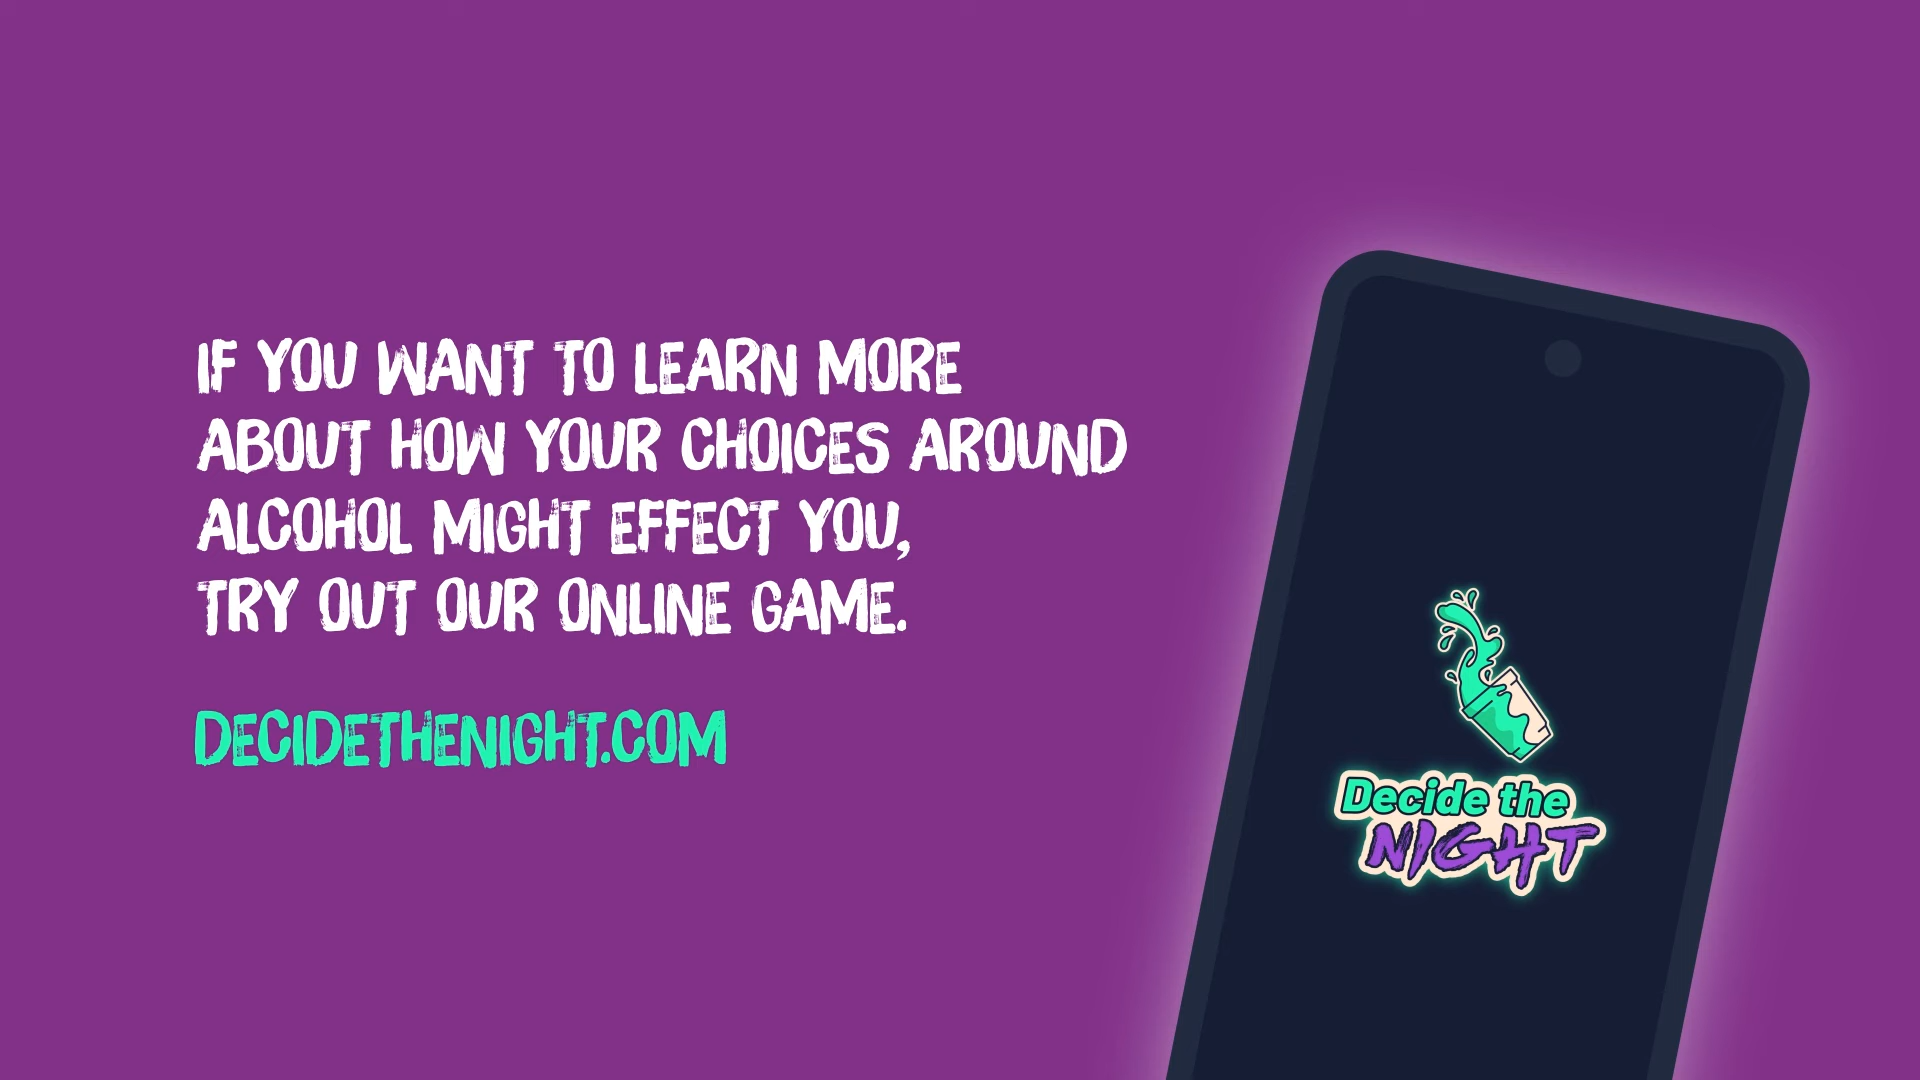 IF YOU WANT TO LEARN MORE
ABOUT HOW YOUR CHOICES AROUND
ALCOHOL MIGHT EFFECT YOU,
TRY OUT OUR ONLINE GAME.
DECIDETHENIGHT.COM
Decide the
NIGHT